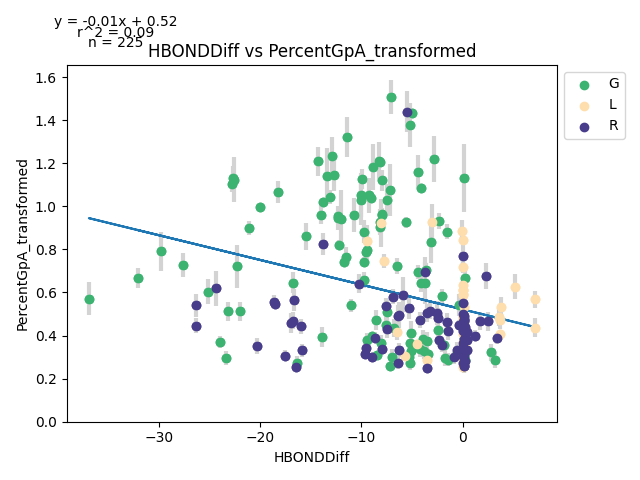 y = -0.01x + 0.52
r^2 = 0.09
n = 225
HBONDDiff vs PercentGpA_transformed
G
L
R
PercentGpA_transformed
1.6
1.4
1.2
1.0
0.8
0.6
0.4
0.2
0.0
−30
−20
−10
0
HBONDDiff